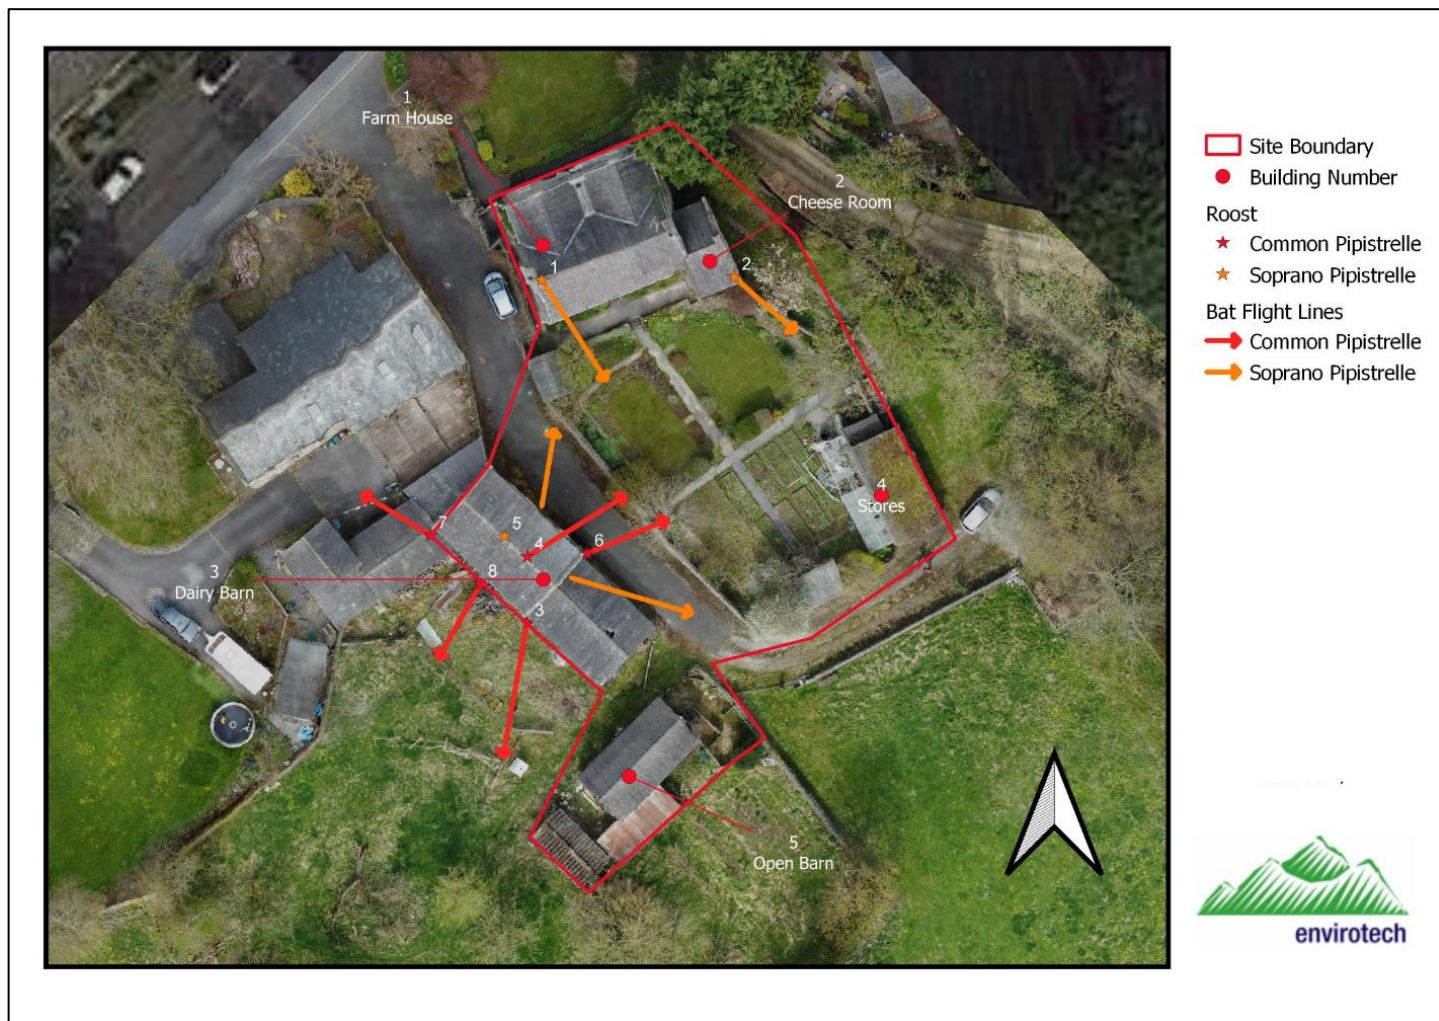 1
Farm House
2
Cheese Room
1
2
4
Stores
7
5
4
6
8
3
3
Dairy Barn
5
Open Barn
Site Boundary
Building Number
Roost
Common Pipistrelle
Soprano Pipistrelle
Bat Flight Lines
Common Pipistrelle
Soprano Pipistrelle
envirotech